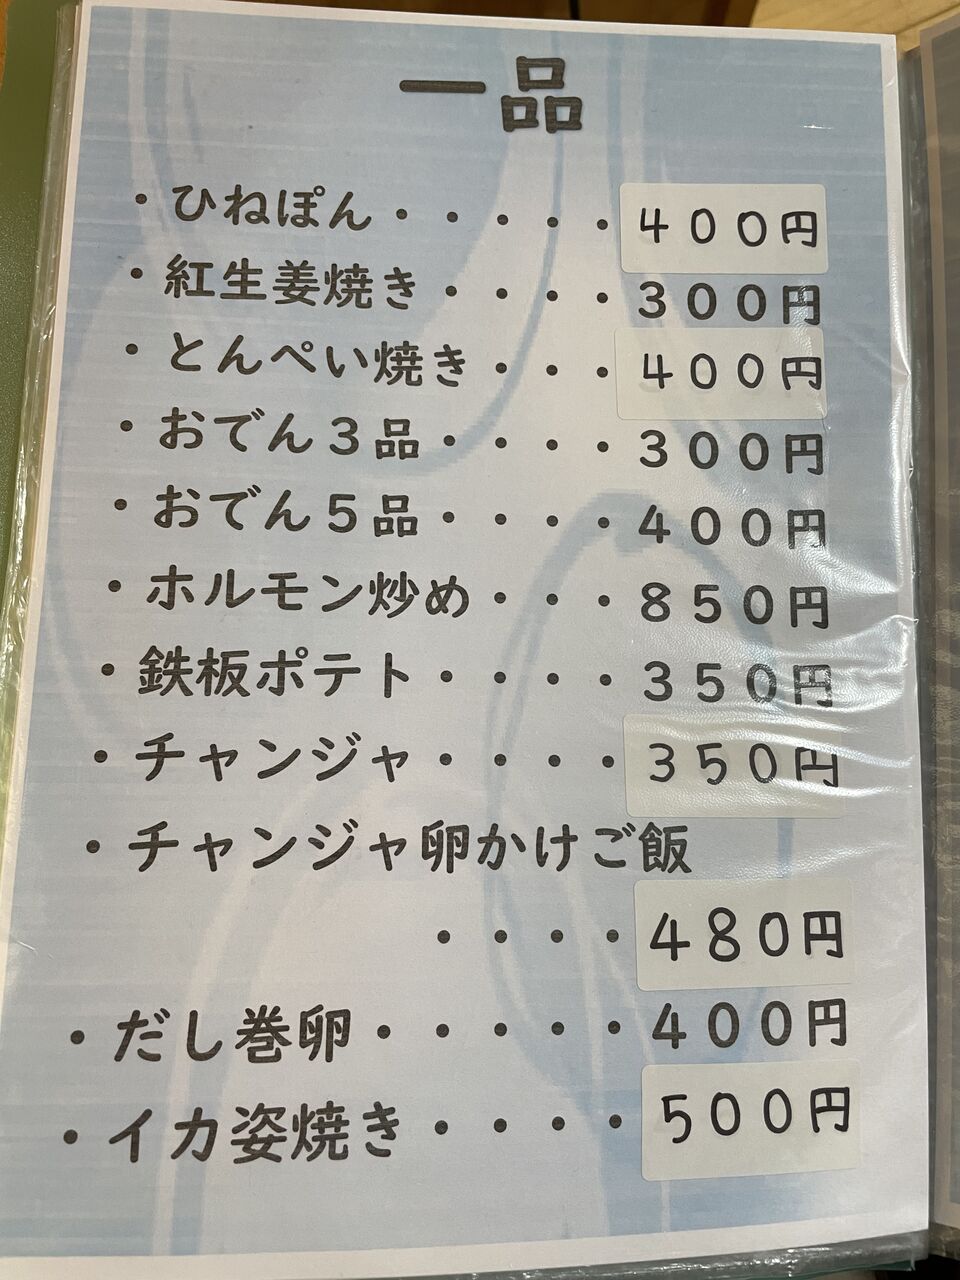 一品
・ひねぽん・・・・・400円
・紅生姜焼き・・・・300円
・とんぺい焼き・・・400円
・おでん3品・・・・300円
・おでん5品・・・・400円
・ホルモン炒め・・・850円
・鉄板ポテト・・・・350円
・チャンジャ・・・・350円
・チャンジャ卵かけご飯
・・・・480円
・だし巻卵・・・・・400円
・イカ姿焼き・・・・500円